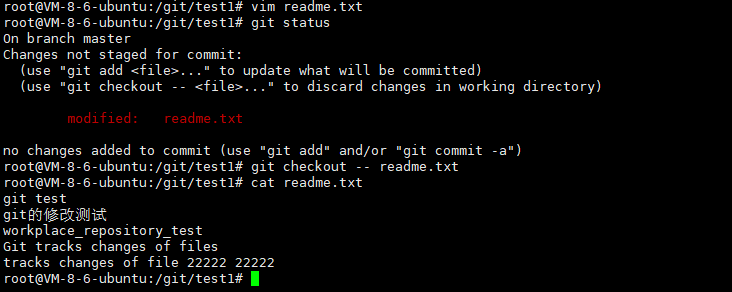 root@VM-8-6-ubuntu:/git/test1# vim readme.txt
root@VM-8-6-ubuntu:/git/test1# git status
On branch master
Changes not staged for commit:
  (use "git add <file>..." to update what will be committed)
  (use "git checkout -- <file>..." to discard changes in working directory)
        modified:   readme.txt
no changes added to commit (use "git add" and/or "git commit -a")
root@VM-8-6-ubuntu:/git/test1# git checkout -- readme.txt
root@VM-8-6-ubuntu:/git/test1# cat readme.txt
git test
git的修改测试
workplace_repository_test
Git tracks changes of files
tracks changes of file 22222 22222
root@VM-8-6-ubuntu:/git/test1#